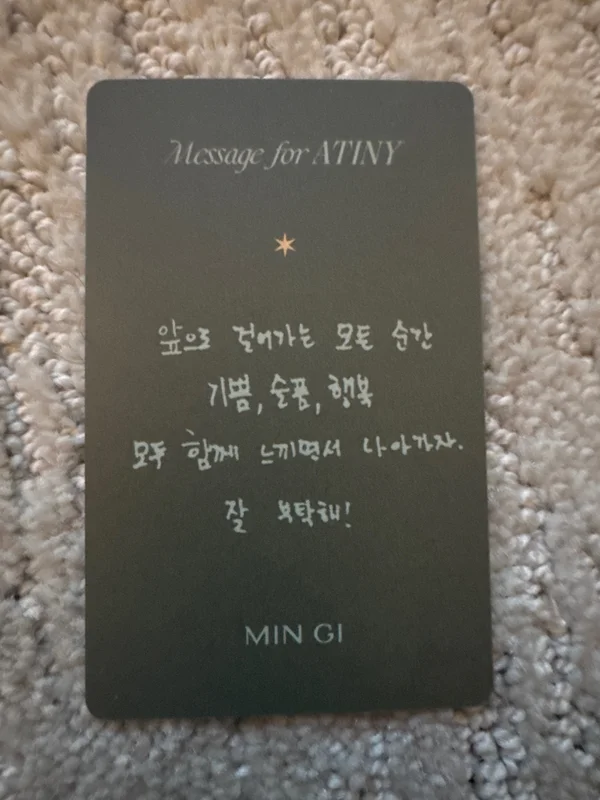 Message for ATINY
앞으로 걸어가는 모든 순간
기쁨, 슬픔, 행복
모두 함께 느끼면서 나아가자.
잘 부탁해!
MIN GI